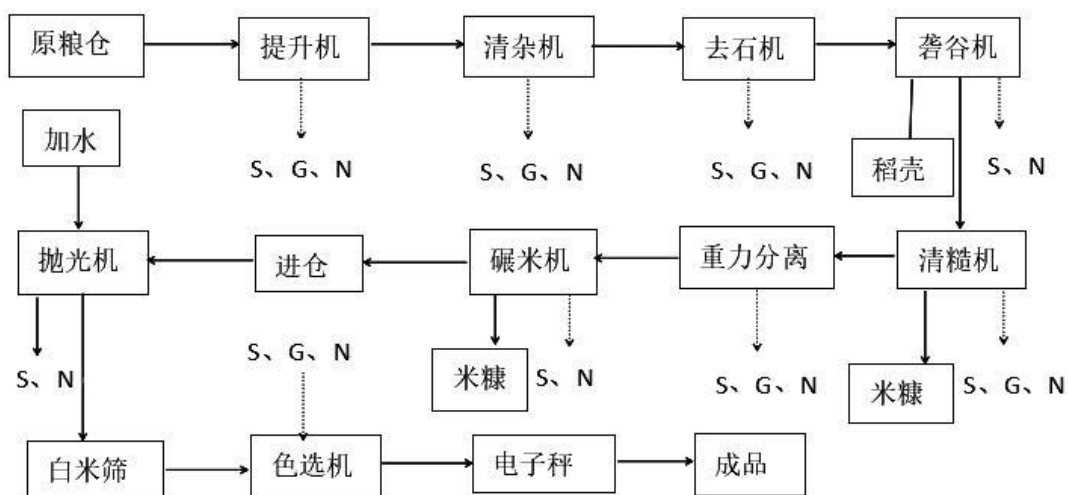 原粮仓
提升机
清杂机
去石机
砻谷机
加水
S、G、N
S、G、N
S、G、N
稻壳
S、N
抛光机
进仓
碾米机
重力分离
清糙机
S、N
S、G、N
米糠
S、N
S、G、N
米糠
S、G、N
白米筛
色选机
电子秤
成品